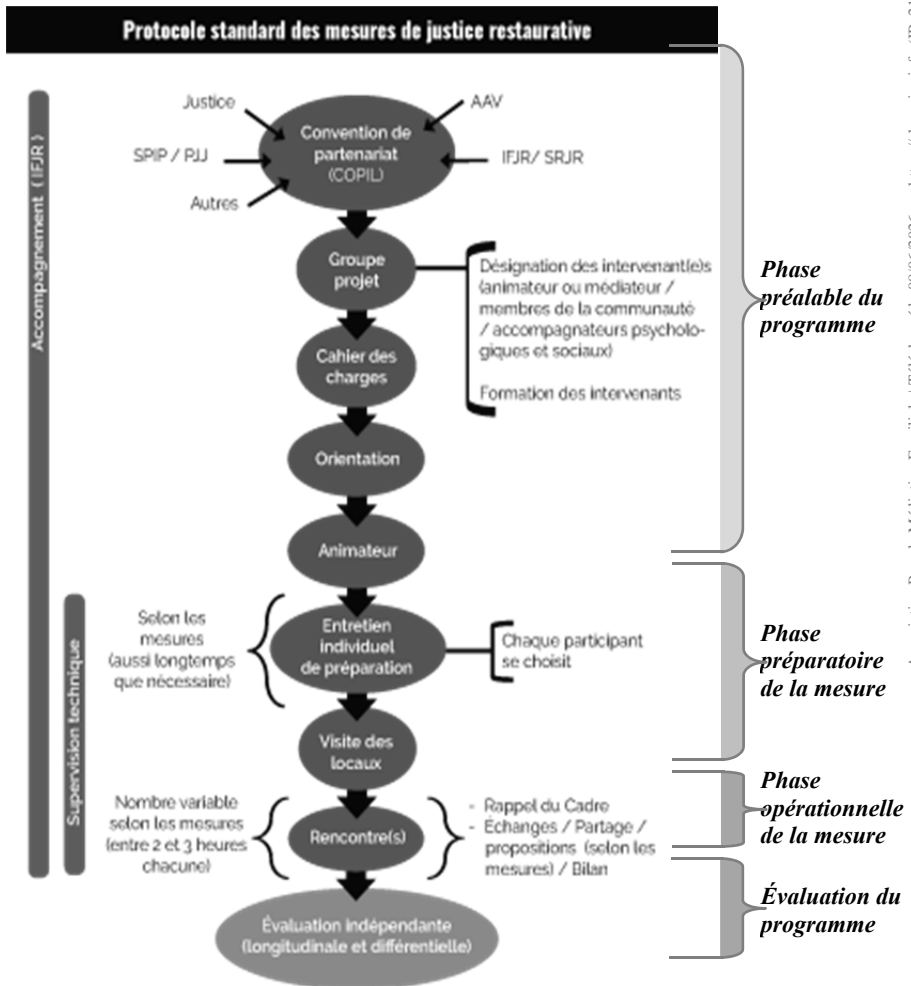 Protocole standard des mesures de justice restaurative
Accompagnement ( IFJR )
Justice
AAV
Convention de
partenariat
(COPIL)
SPIP / PJJ
IFJR/ SRJR
Autres
Groupe
projet
Désignation des intervenant(e)s
(animateur ou médiateur /
membres de la communauté
/ accompagnateurs psycholo-
giques et sociaux)
Formation des intervenants
Phase
préalable du
programme
Cahier des
charges
Orientation
Animateur
Supervision technique
Selon les
mesures
(aussi longtemps
que nécessaire)
Entretien
individuel
de préparation
Chaque participant
se choisit
Phase
préparatoire
de la mesure
Visite des
locaux
Nombre variable
selon les mesures
(entre 2 et 3 heures
chacune)
Rencontre(s)
- Rappel du Cadre
- Échanges / Partage /
propositions (selon les
mesures) / Bilan
Phase
opérationnelle
de la mesure
Évaluation indépendante
(longitudinale et différentielle)
Évaluation du
programme